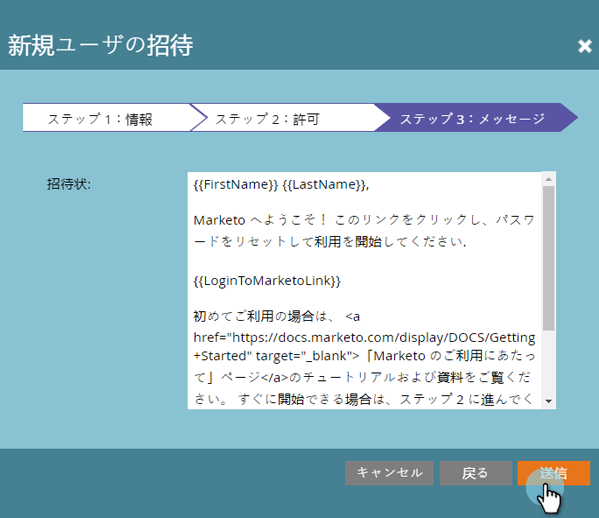 新規ユーザの招待
ステップ 1：情報 ステップ 2：許可 ステップ 3：メッセージ
招待状:
{{FirstName}} {{LastName}},
Marketo へようこそ！ このリンクをクリックし、パスワ
ードをリセットして利用を開始してください.
{{LoginToMarketoLink}}
初めてご利用の場合は、 <a
href="https://docs.marketo.com/display/DOCS/Getting
+Started" target="_blank">「Marketo のご利用にあたっ
て」ページ</a>のチュートリアルおよび資料をご覧くだ
さい。 すぐに開始できる場合は、ステップ 2 に進んでく
キャンセル 戻る 送信